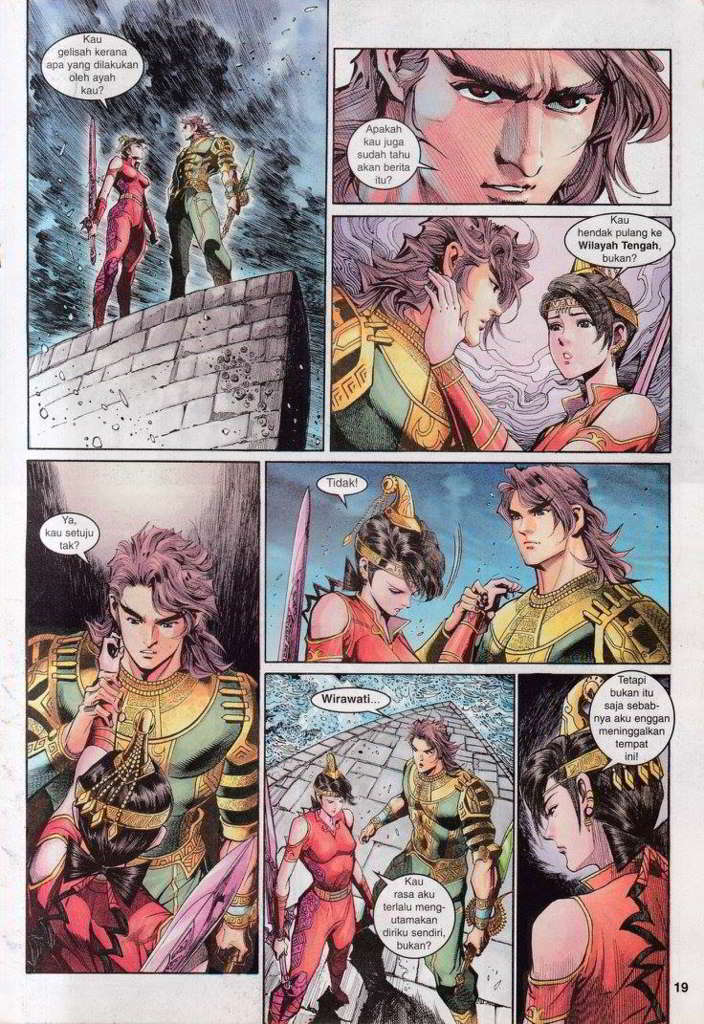 Kau
gelisah kerana
apa yang dilakukan
oleh ayah
kau?
Apakah
kau juga
sudah tahu
akan berita
itu?
Kau
hendak pulang ke
Wilayah Tengah,
bukan?
Ya,
kau setuju
tak?
Tidak!
Wirawati...
Kau
rasa aku
terlalu meng-
utamakan
diriku sendiri,
bukan?
Tetapi
bukan itu
saja sebab-
nya aku enggan
meninggalkan
tempat
ini!
19